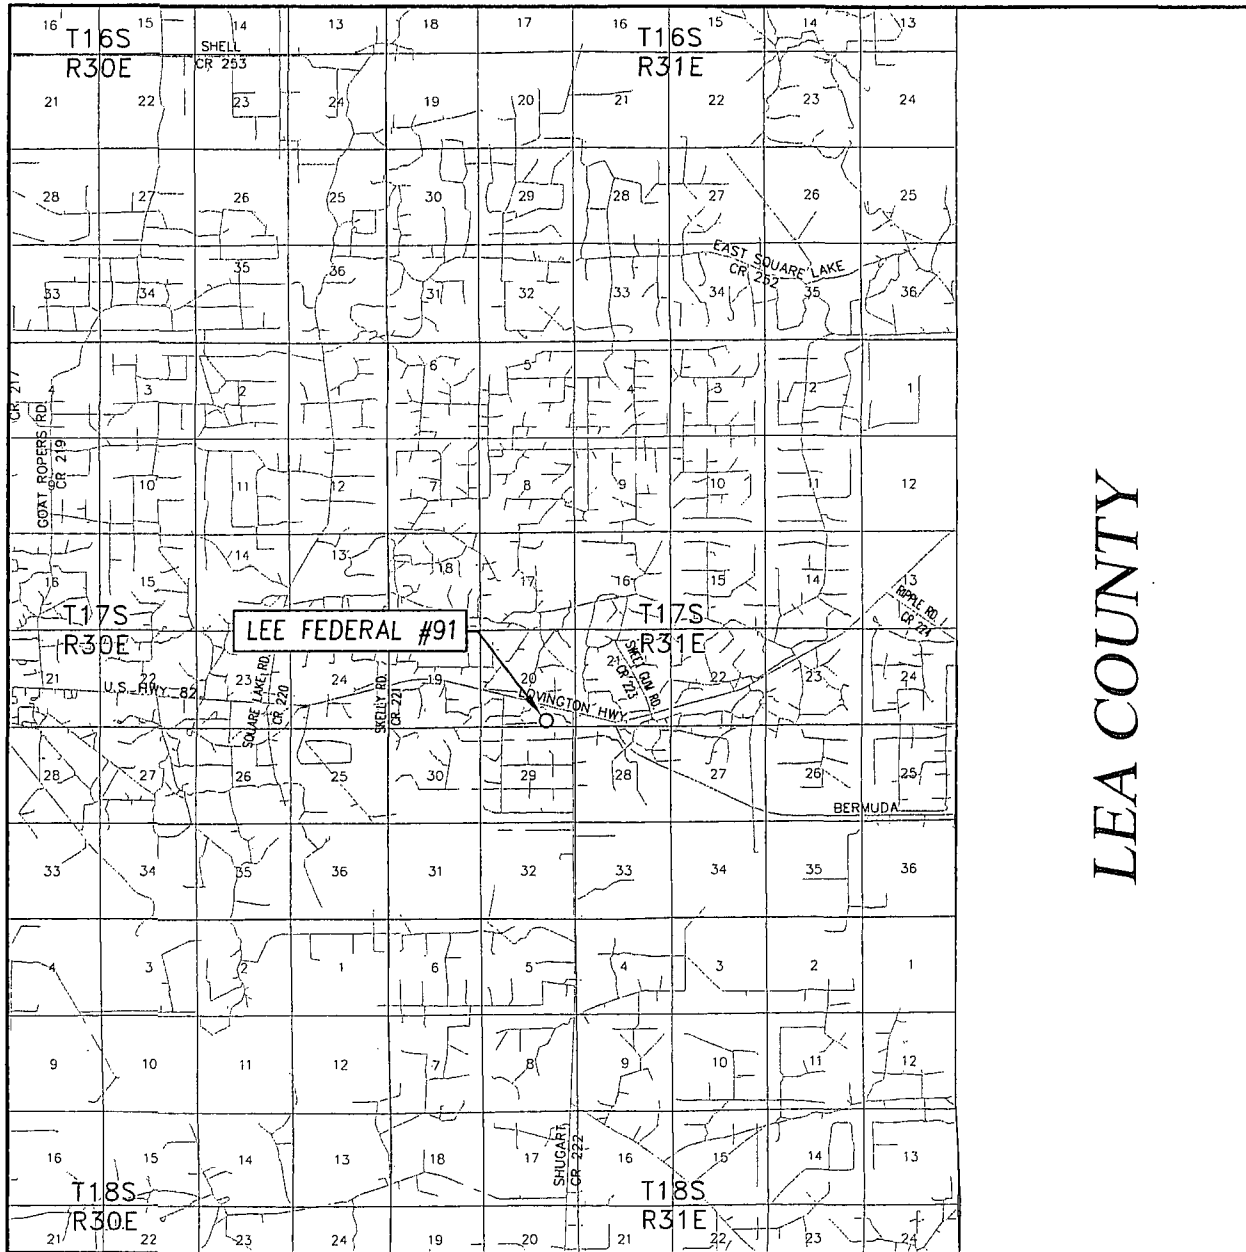 16 15 14 13 18 17 16 15 14 13
T16S T16S
R30E R31E
SHELL
CR 253
21 22 23 24 19 20 21 22 23 24
28 27 26 25 30 29 28 27 26 25
EAST SQUARE LAKE
CR 252
33 34 35 36 31 32 33 34 35 36
CR 217
4 3 2 1 6 5 4 3 2 1
GOAT ROPERS RD.
CR 219
9 10 11 12 7 8 9 10 11 12
16 15 14 13 18 17 16 15 14 13
T17S T17S
R30E R31E
LEE FEDERAL #91
RIPPLE RD.
CR 224
21 22 23 24 19 20 22 23 24
U.S. HWY. 82
SQUARE LAKE RD.
CR 220
SKELL RD.
CR 221
LOVINGTON HWY.
SWEET GUM RD.
CR 223
28 27 26 25 30 29 28 27 26 25
BERMUDA
33 34 35 36 31 32 33 34 35 36
4 3 2 1 6 5 4 3 2 1
9 10 11 12 7 8 9 10 11 12
16 15 14 13 18 17 16 15 14 13
SHUGART
CR 222
T18S T18S
R30E R31E
21 22 23 24 19 20 21 22 23 24
LEA COUNTY